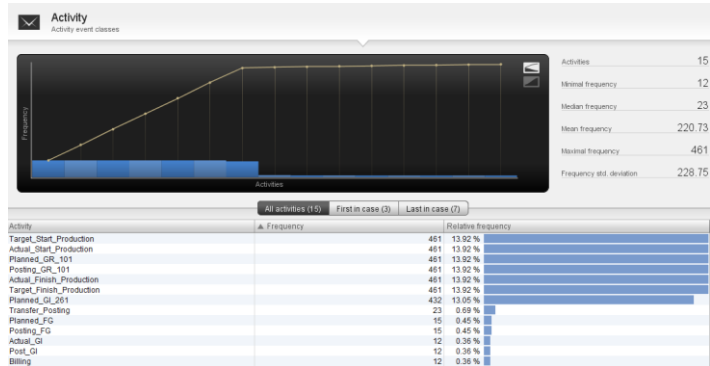 Activity
Activity event classes
Frequency
Activities
Activities 15
Minimal frequency 12
Median frequency 23
Mean frequency 220.73
Maximal frequency 461
Frequency std. deviation 228.75
All activities (15) First in case (3) Last in case (7)
Activity ▲ Frequency Relative frequency
Target_Start_Production 461 13.92 %
Actual_Start_Production 461 13.92 %
Planned_GR_101 461 13.92 %
Posting_GR_101 461 13.92 %
Actual_Finish_Production 461 13.92 %
Target_Finish_Production 461 13.92 %
Planned_GI_261 432 13.05 %
Transfer_Posting 23 0.69 %
Planned_FG 15 0.45 %
Posting_FG 15 0.45 %
Actual_GI 12 0.36 %
Post_GI 12 0.36 %
Billing 12 0.36 %